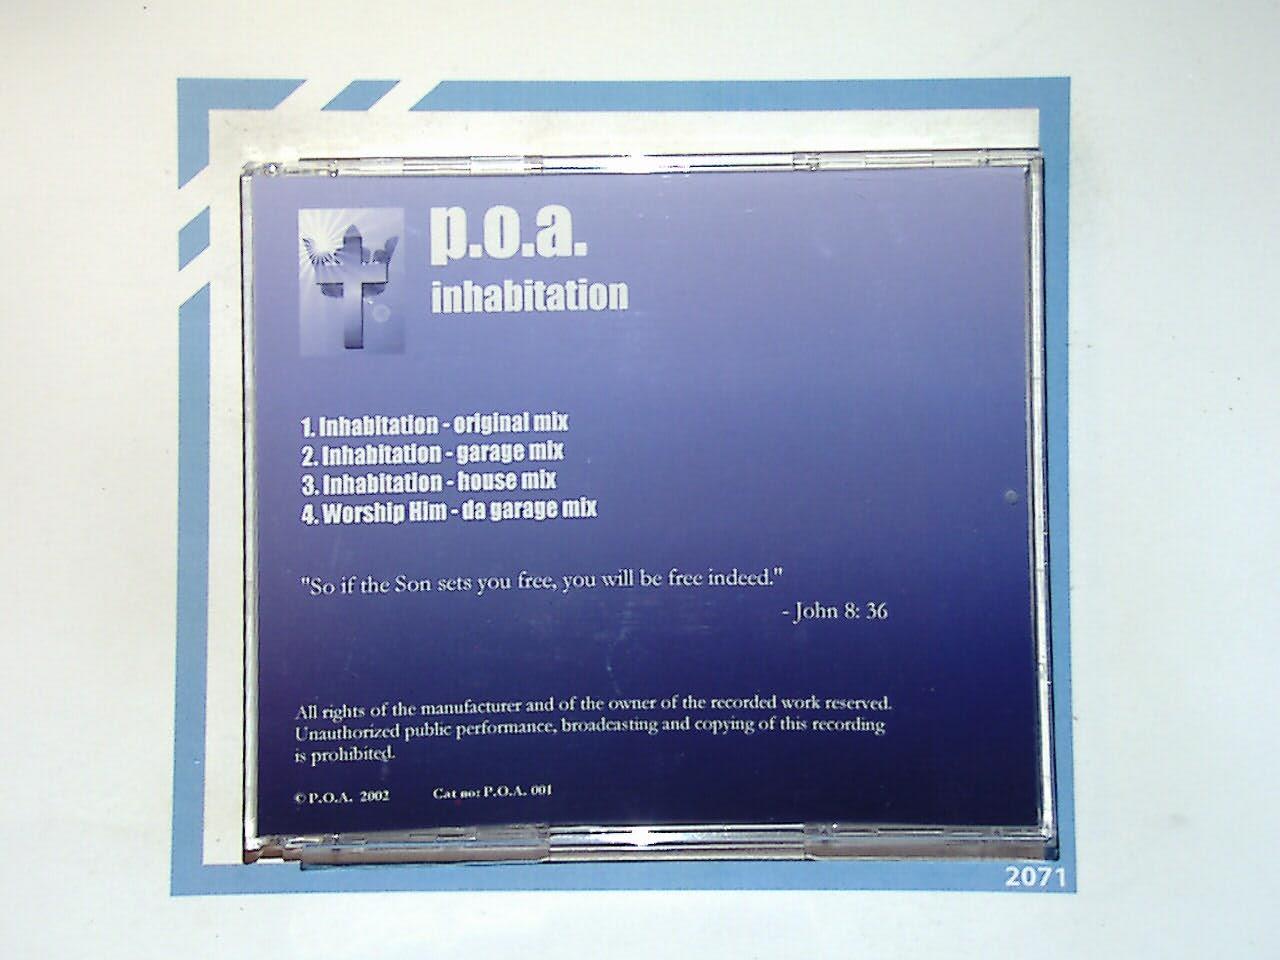 p.o.a.
inhabitation
1. Inhabitation - original mix
2. Inhabitation - garage mix
3. Inhabitation - house mix
4. Worship Him - da garage mix
"So if the Son sets you free, you will be free indeed."
- John 8: 36
All rights of the manufacturer and of the owner of the recorded work reserved.
Unauthorized public performance, broadcasting and copying of this recording
is prohibited.
© P.O.A. 2002 Cat no: P.O.A. 001
2071